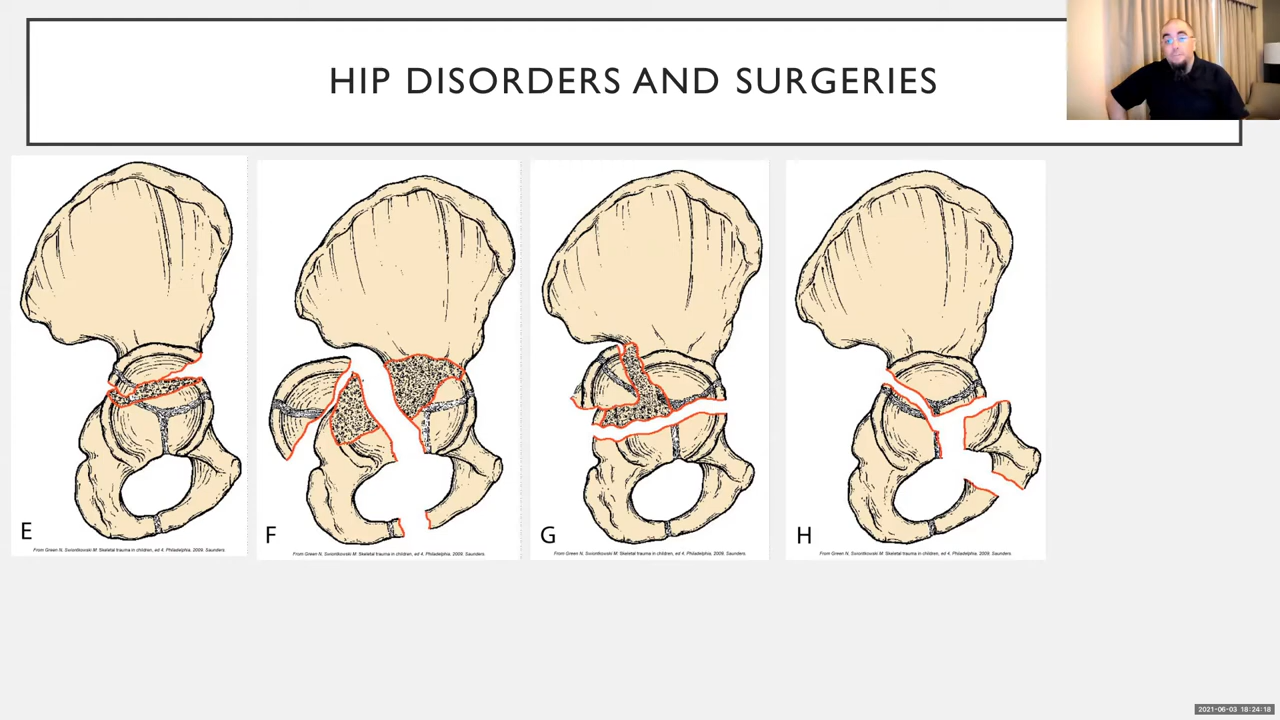 HIP DISORDERS AND SURGERIES
E
From Green N, Swiontkowski M: Skeletal trauma in children, ed 4. Philadelphia, 2009, Saunders.
F
From Green N, Swiontkowski M: Skeletal trauma in children, ed 4. Philadelphia, 2009, Saunders.
G
From Green N, Swiontkowski M: Skeletal trauma in children, ed 4. Philadelphia, 2009, Saunders.
H
From Green N, Swiontkowski M: Skeletal trauma in children, ed 4. Philadelphia, 2009, Saunders.
2021-06-03 18:24:18